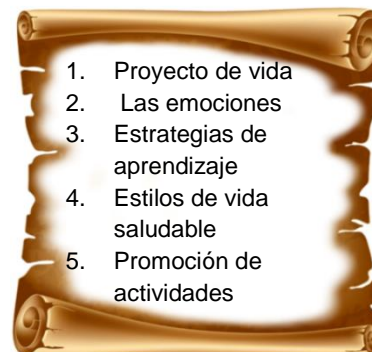 1. Proyecto de vida
2. Las emociones
3. Estrategias de
aprendizaje
4. Estilos de vida
saludable
5. Promoción de
actividades